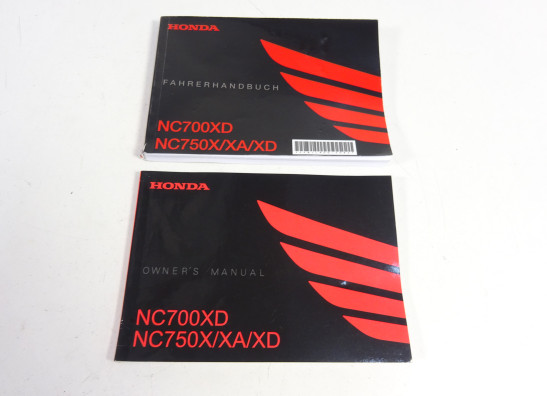 HONDA
FAHRERHANDBUCH
NC700XD
NC750X/XA/XD
HONDA
OWNER'S MANUAL
NC700XD
NC750X/XA/XD